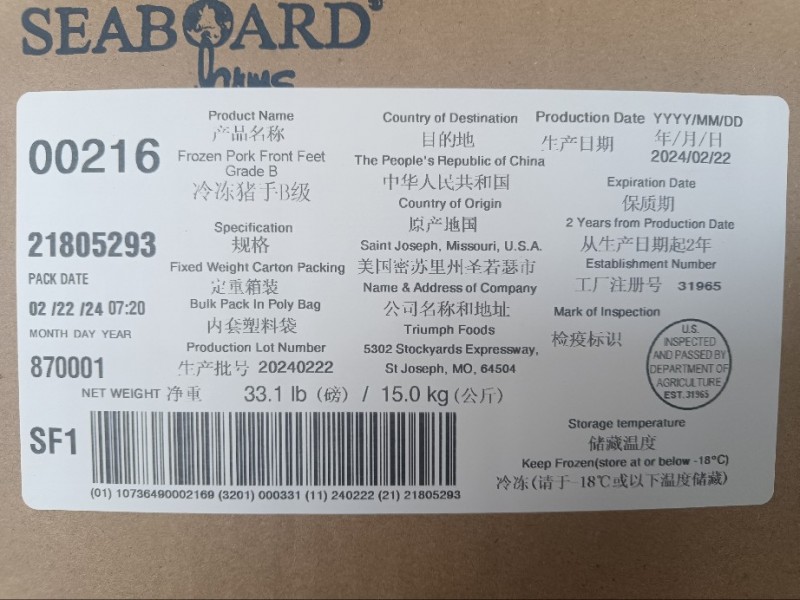 SEABOARD
farms
00216
21805293
PACK DATE
02 /22 /24 07:20
MONTH DAY YEAR
870001
SF1
Product Name
产品名称
Frozen Pork Front Feet
Grade B
冷冻猪手B级
Specification
规格
Fixed Weight Carton Packing
定重箱装
Bulk Pack In Poly Bag
内套塑料袋
Production Lot Number
生产批号 20240222
NET WEIGHT 净重 33.1 lb (磅) / 15.0 kg (公斤)
(01) 10736490002169 (3201) 000331 (11) 240222 (21) 21805293
Country of Destination
目的地
The People's Republic of China
中华人民共和国
Country of Origin
原产地国
Saint Joseph, Missouri, U.S.A.
美国密苏里州圣若瑟市
Name & Address of Company
公司名称和地址
Triumph Foods
5302 Stockyards Expressway,
St Joseph, MO, 64504
Production Date YYYY/MM/DD
生产日期 年/月/日
2024/02/22
Expiration Date
保质期
2 Years from Production Date
从生产日期起2年
Establishment Number
工厂注册号 31965
Mark of Inspection
检疫标识
U.S.
INSPECTED
AND PASSED BY
DEPARTMENT OF
AGRICULTURE
EST. 31965
Storage temperature
储藏温度
Keep Frozen(store at or below -18°C)
冷冻(请于-18℃或以下温度储藏)